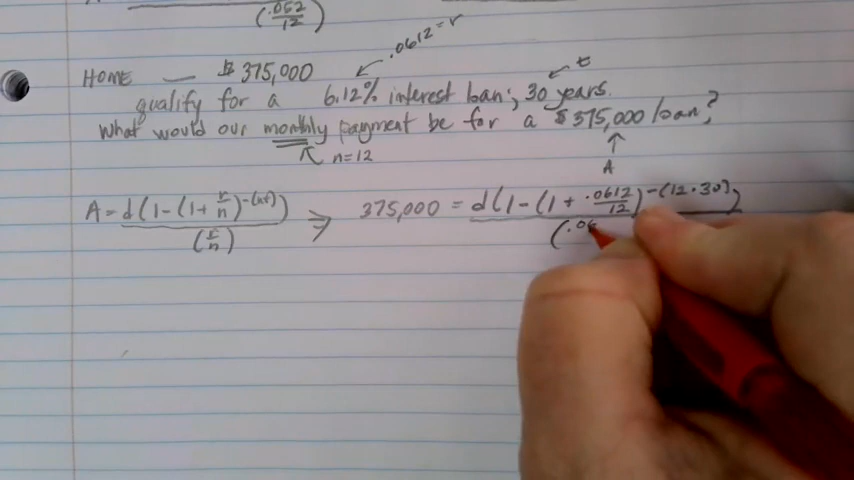 (.062/12)
.0612 = r
HOME — $375,000
t
qualify for a 6.12% interest loan; 30 years.
What would our monthly payment be for a $375,000 loan?
n=12
A
A = d(1-(1+r/n)^-(nt)) / (r/n) ⇒ 375,000 = d(1-(1+.0612/12)^-(12·30)) / (.06